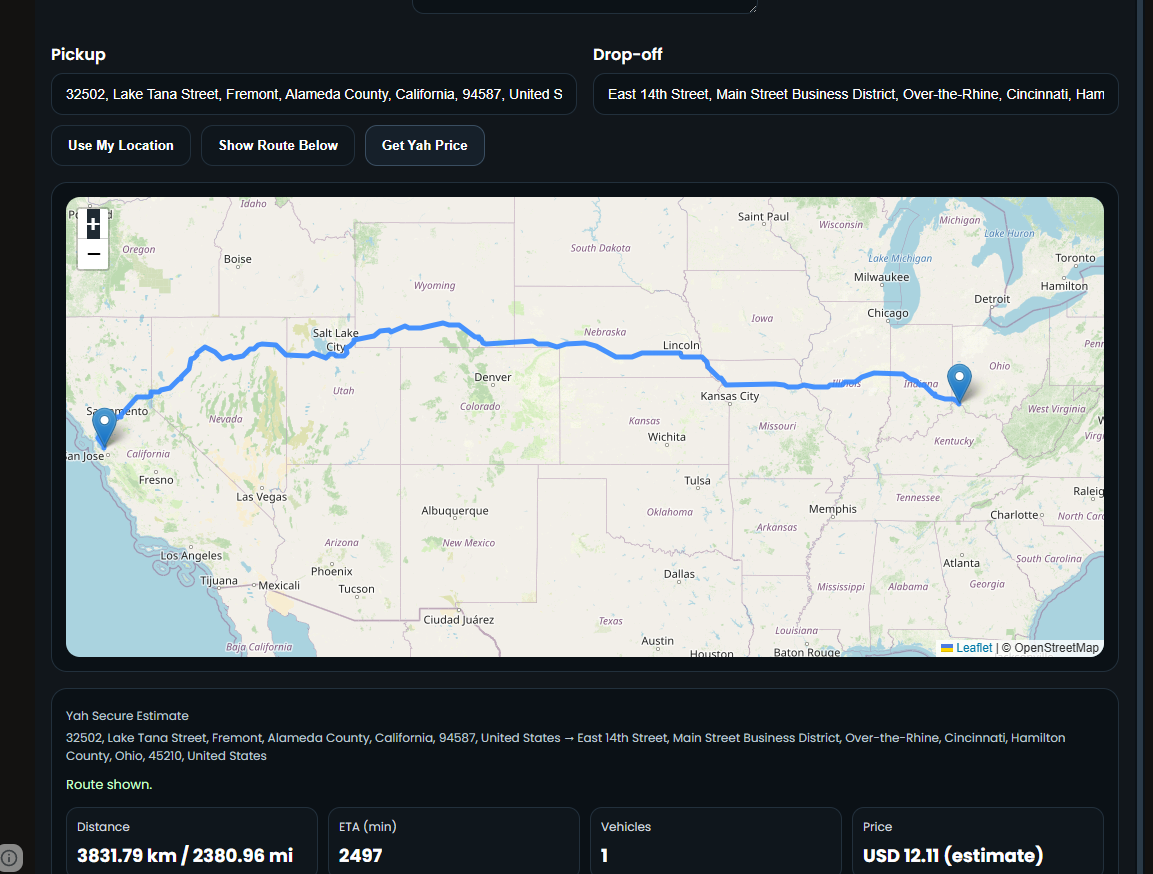 Pickup
Drop-off
32502, Lake Tana Street, Fremont, Alameda County, California, 94587, United S
East 14th Street, Main Street Business District, Over-the-Rhine, Cincinnati, Ham
Use My Location
Show Route Below
Get Yah Price
+
−
Idaho
Oregon
Boise
Wyoming
South Dakota
Saint Paul
Wisconsin
Michigan
Lake Huron
Lake Michigan
Toronto
Milwaukee
Hamilton
Detroit
Chicago
Iowa
Nebraska
Salt Lake
City
Lincoln
Penn
Ohio
Utah
Denver
Illinois
Indiana
Colorado
Kansas City
Sacramento
Nevada
Kansas
Missouri
West Virginia
Wichita
Kentucky
Virgi
San Jose
California
Fresno
Las Vegas
Tulsa
Raleig
Tennessee
Albuquerque
Oklahoma
Memphis
Charlotte
North Caro
Arkansas
Arizona
New Mexico
Los Angeles
Atlanta
South Carolina
Phoenix
Dallas
Tijuana
Mexicali
Tucson
Mississippi
Alabama
Georgia
Ciudad Juárez
Texas
Louisiana
Austin
Baja California
Houston
Baton Rouge
Leaflet | © OpenStreetMap
Yah Secure Estimate
32502, Lake Tana Street, Fremont, Alameda County, California, 94587, United States → East 14th Street, Main Street Business District, Over-the-Rhine, Cincinnati, Hamilton
County, Ohio, 45210, United States
Route shown.
Distance
ETA (min)
Vehicles
Price
3831.79 km / 2380.96 mi
2497
1
USD 12.11 (estimate)